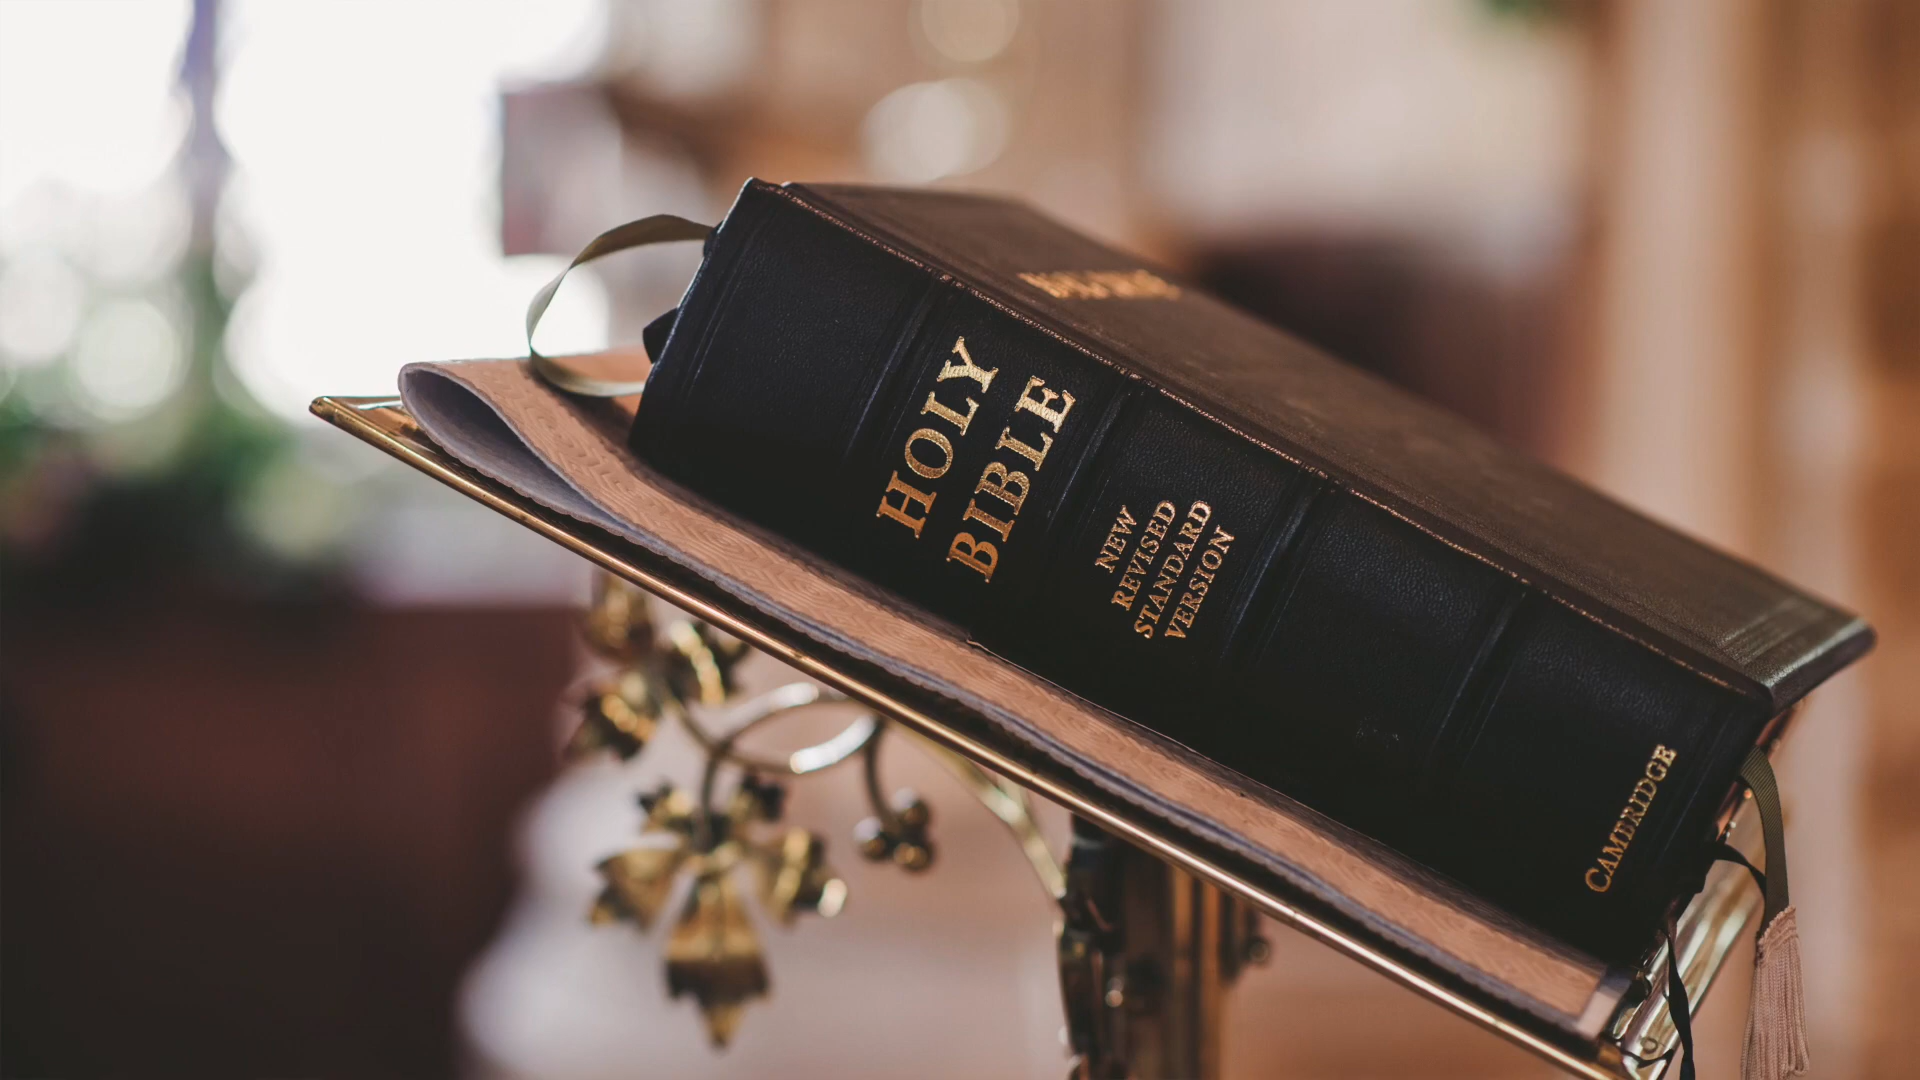 HOLY
BIBLE
NEW
REVISED
STANDARD
VERSION
CAMBRIDGE